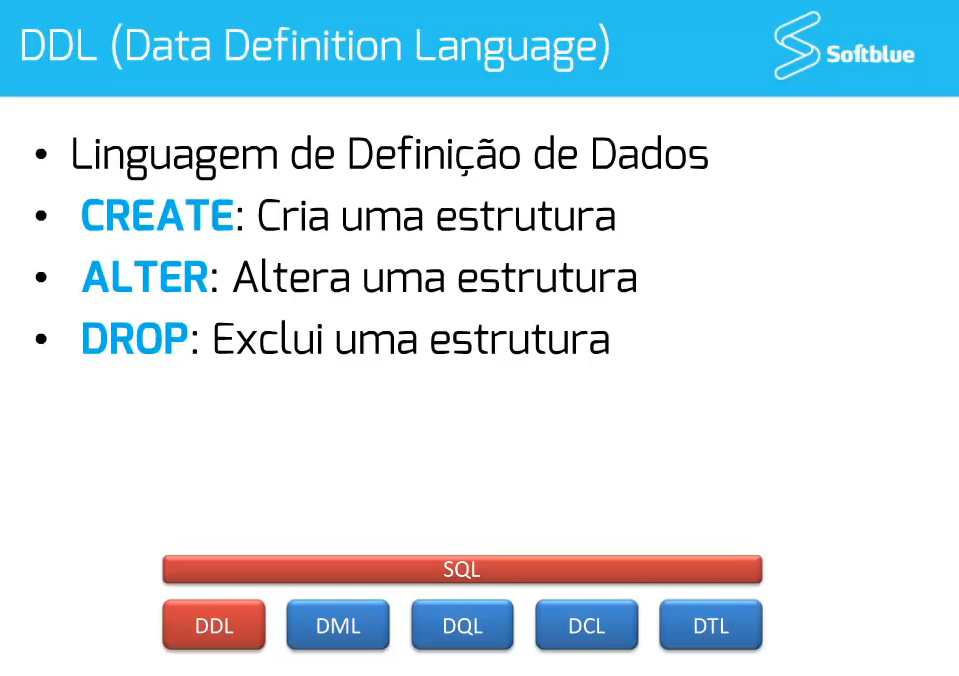 DDL (Data Definition Language)
Softblue
• Linguagem de Definição de Dados
• CREATE: Cria uma estrutura
• ALTER: Altera uma estrutura
• DROP: Exclui uma estrutura
SQL
DDL DML DQL DCL DTL